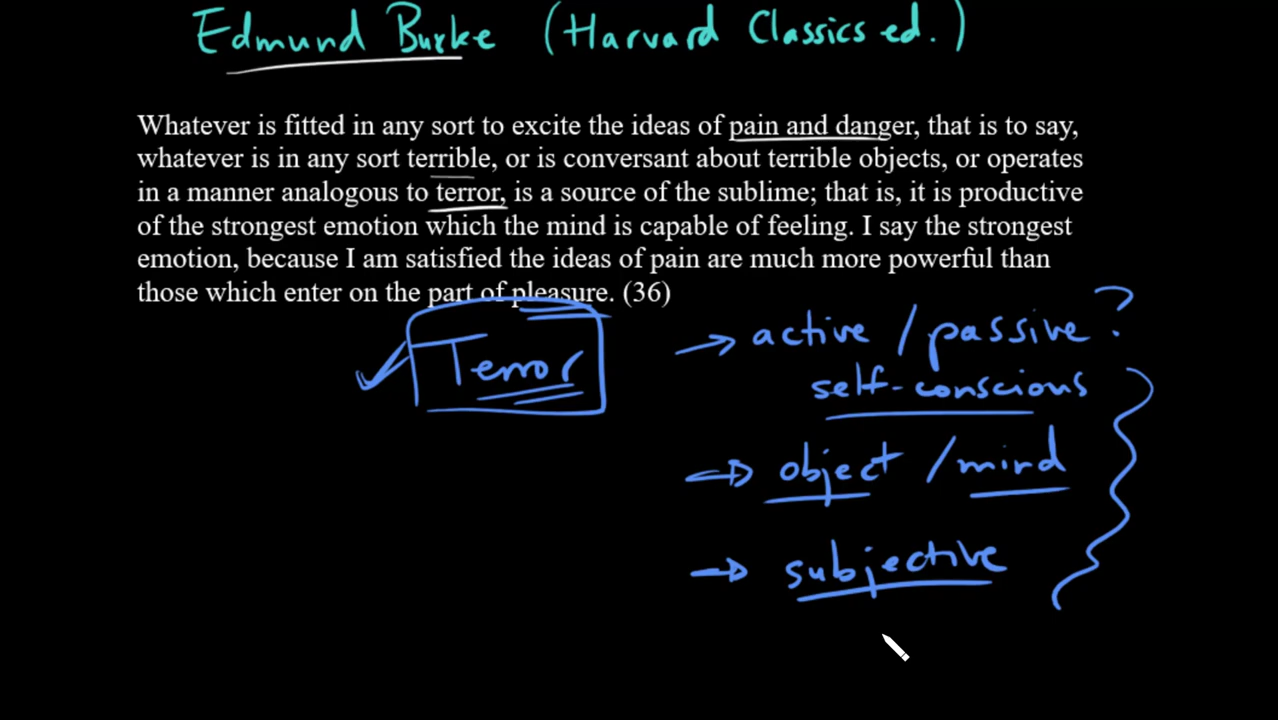 Edmund Burke (Harvard Classics ed.)
Whatever is fitted in any sort to excite the ideas of pain and danger, that is to say,
whatever is in any sort terrible, or is conversant about terrible objects, or operates
in a manner analogous to terror, is a source of the sublime; that is, it is productive
of the strongest emotion which the mind is capable of feeling. I say the strongest
emotion, because I am satisfied the ideas of pain are much more powerful than
those which enter on the part of pleasure. (36)
Terror
→ active / passive?
self-conscious
→ object / mind
→ subjective